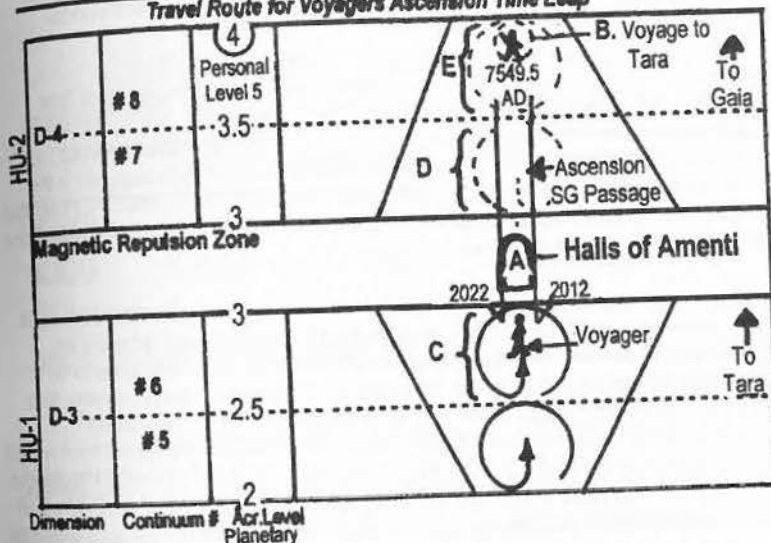 Travel Route for Voyagers Ascension Time Leap
HU-2
D-4
#8
#7
4
Personal
Level 5
3.5
3
E
7549.5
AD
B. Voyage to
Tara
To
Gaia
D
Ascension
SG Passage
Magnetic Repulsion Zone
A
Halls of Amenti
HU-1
D-3
#6
#5
3
2.5
2
2022
2012
C
Voyager
To
Tara
Dimension
Continuum #
Acr.Level
Planetary